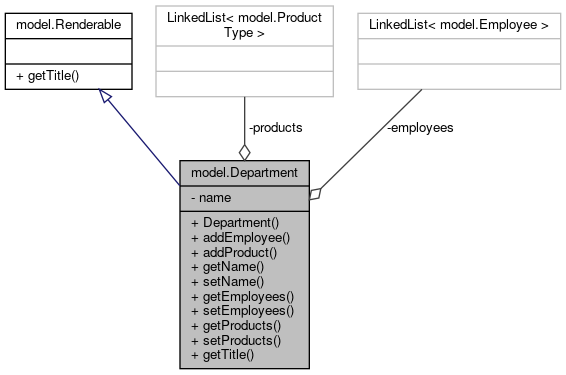 model.Renderable
+ getTitle()
LinkedList< model.Product
Type >
LinkedList< model.Employee >
-products
-employees
model.Department
- name
+ Department()
+ addEmployee()
+ addProduct()
+ getName()
+ setName()
+ getEmployees()
+ setEmployees()
+ getProducts()
+ setProducts()
+ getTitle()